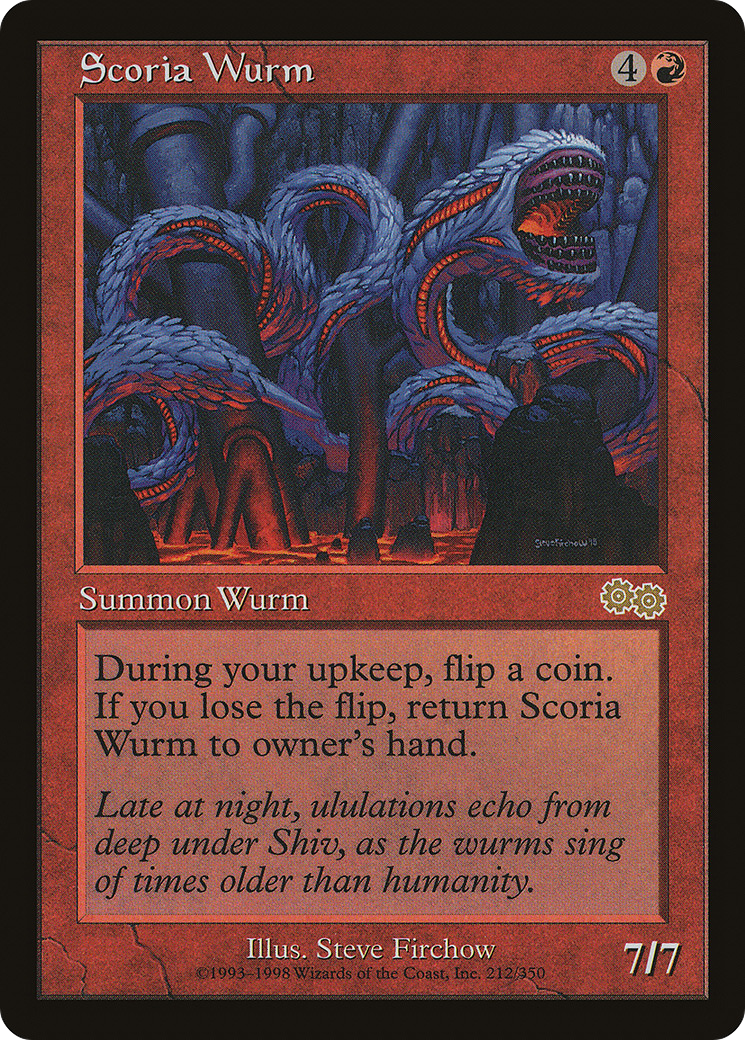 Scoria Wurm 4
SteveFirchow 98
Summon Wurm
During your upkeep, flip a coin.
If you lose the flip, return Scoria
Wurm to owner's hand.
Late at night, ululations echo from
deep under Shiv, as the wurms sing
of times older than humanity.
Illus. Steve Firchow
©1993–1998 Wizards of the Coast, Inc. 212/350
7/7